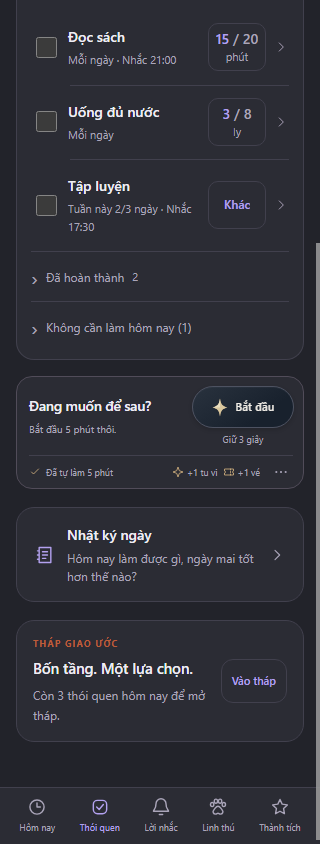 Đọc sách
Mỗi ngày · Nhắc 21:00
15 / 20
phút
Uống đủ nước
Mỗi ngày
3 / 8
ly
Tập luyện
Tuần này 2/3 ngày · Nhắc
17:30
Khác
Đã hoàn thành 2
Không cần làm hôm nay (1)
Đang muốn để sau?
Bắt đầu 5 phút thôi.
Bắt đầu
Giữ 3 giây
Đã tự làm 5 phút
+1 tu vi
+1 vé
Nhật ký ngày
Hôm nay làm được gì, ngày mai tốt
hơn thế nào?
THÁP GIAO ƯỚC
Bốn tầng. Một lựa chọn.
Còn 3 thói quen hôm nay để mở
tháp.
Vào tháp
Hôm nay
Thói quen
Lời nhắc
Linh thú
Thành tích